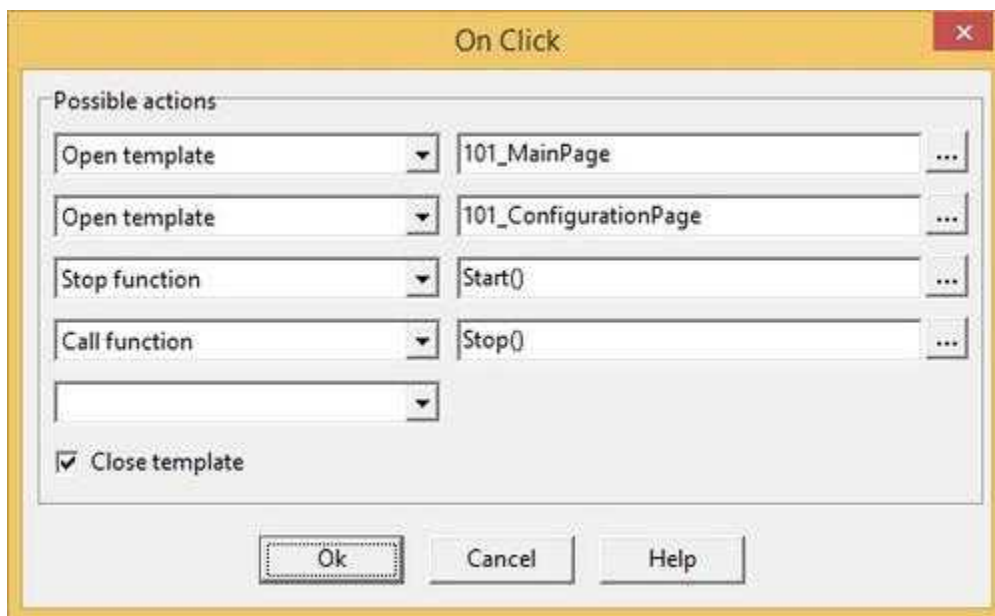 On Click
Possible actions
Open template 101_MainPage ...
Open template 101_ConfigurationPage ...
Stop function Start() ...
Call function Stop() ...
Close template
Ok Cancel Help